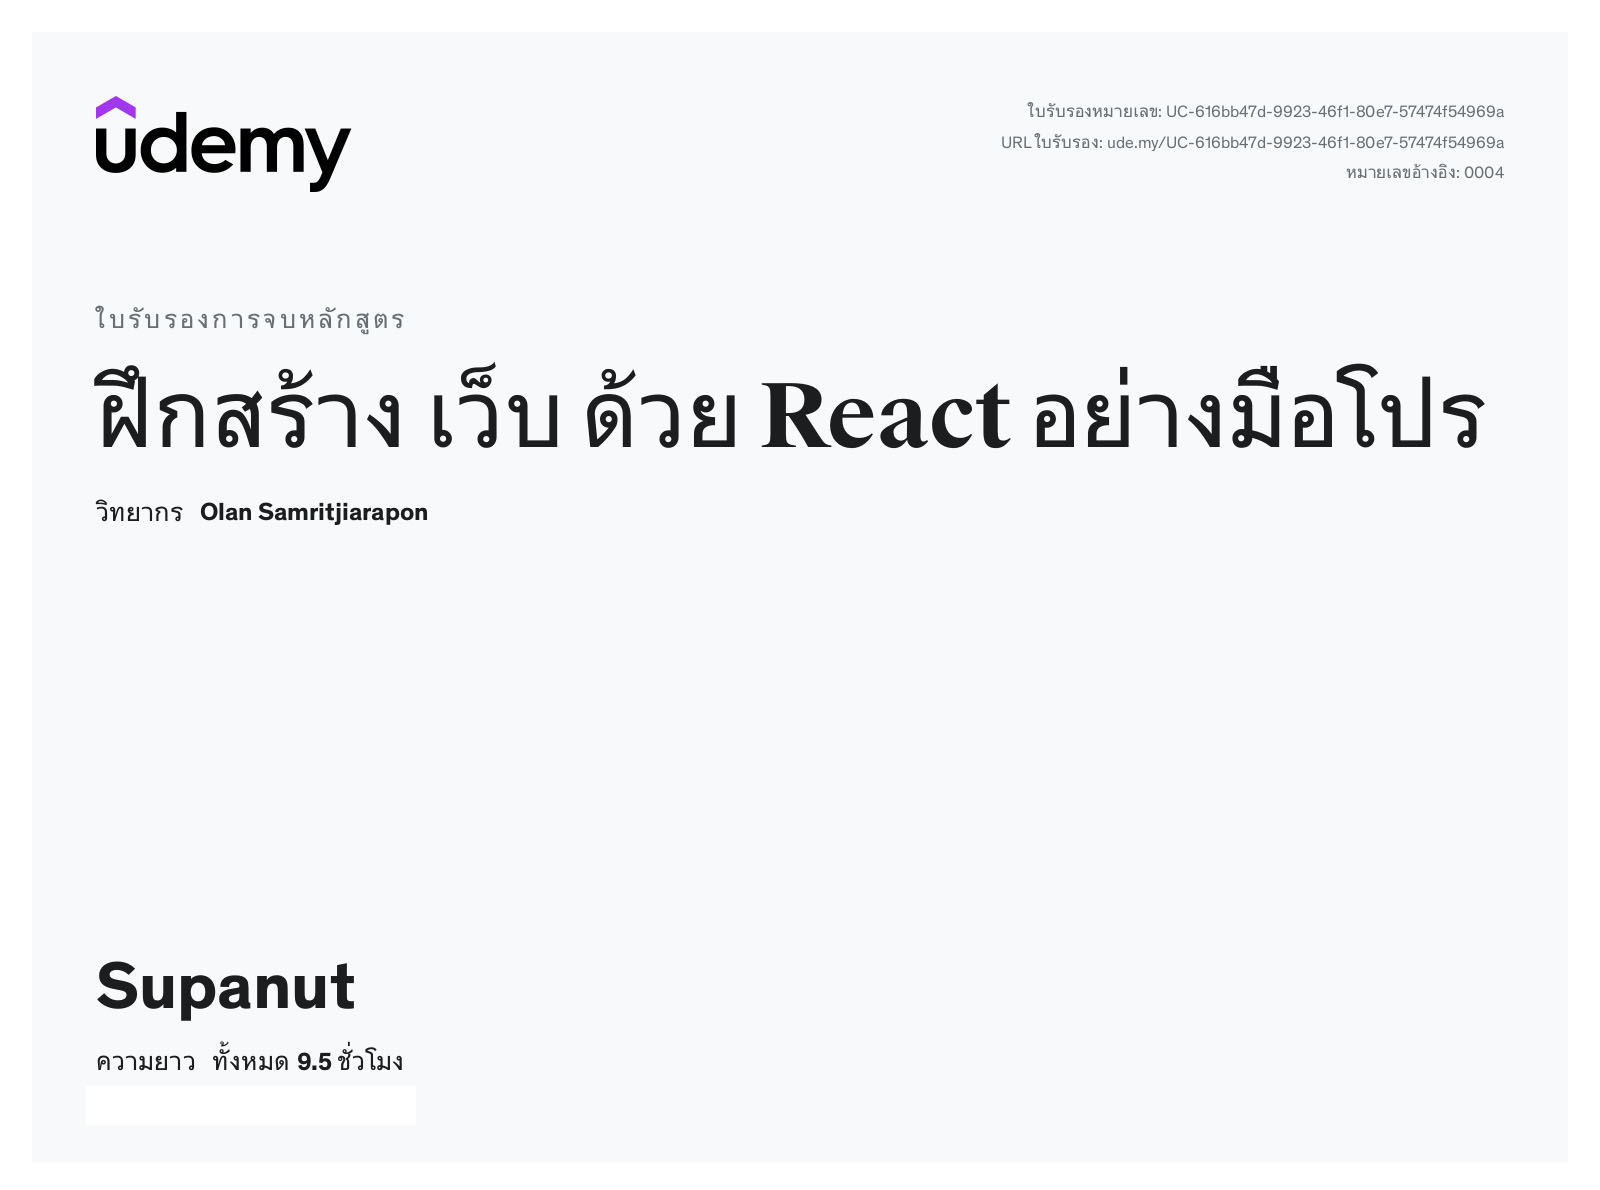 udemy
ใบรับรองหมายเลข: UC-616bb47d-9923-46f1-80e7-57474f54969a
URL ใบรับรอง: ude.my/UC-616bb47d-9923-46f1-80e7-57474f54969a
หมายเลขอ้างอิง: 0004
ใบรับรองการจบหลักสูตร
ฝึกสร้าง เว็บ ด้วย React อย่างมือโปร
วิทยากร Olan Samritjiarapon
Supanut
ความยาว ทั้งหมด 9.5 ชั่วโมง